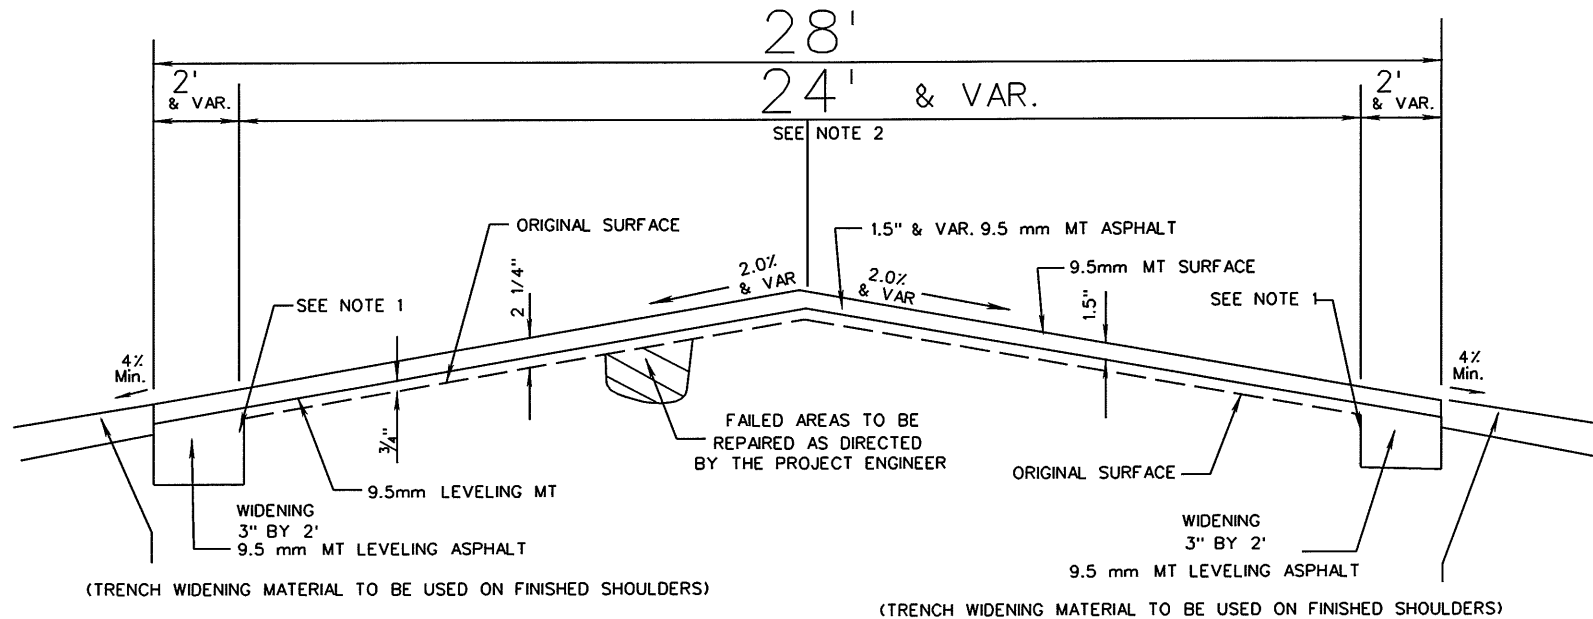 28'
2'
& VAR.
24' & VAR.
2'
& VAR.
SEE NOTE 2
ORIGINAL SURFACE
1.5" & VAR. 9.5 mm MT ASPHALT
2.0%
& VAR
2.0%
& VAR
9.5mm MT SURFACE
2 1/4"
1.5"
SEE NOTE 1
SEE NOTE 1
4%
Min.
4%
Min.
3/4"
FAILED AREAS TO BE
REPAIRED AS DIRECTED
BY THE PROJECT ENGINEER
ORIGINAL SURFACE
9.5mm LEVELING MT
WIDENING
3" BY 2'
9.5 mm MT LEVELING ASPHALT
WIDENING
3" BY 2'
9.5 mm MT LEVELING ASPHALT
(TRENCH WIDENING MATERIAL TO BE USED ON FINISHED SHOULDERS)
(TRENCH WIDENING MATERIAL TO BE USED ON FINISHED SHOULDERS)